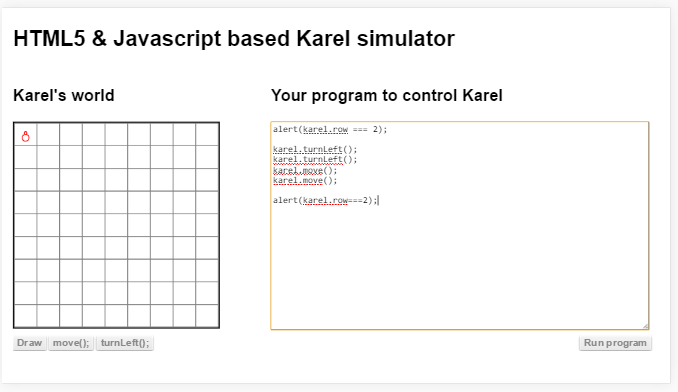 HTML5 & Javascript based Karel simulator
Karel's world
Your program to control Karel
alert(karel.row === 2);
karel.turnLeft();
karel.turnLeft();
karel.move();
karel.move();
alert(karel.row===2);
Draw move(); turnLeft();
Run program